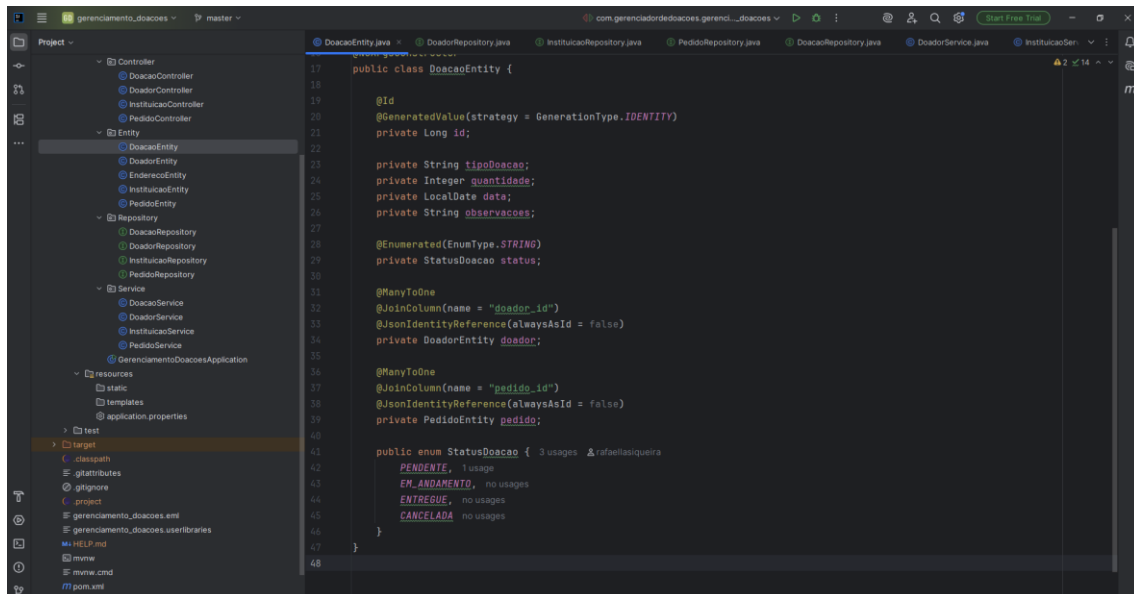 gerenciamento_doacoes
master
com.gerenciadordedoacoes.gerenci..._doacoes
Start Free Trial
Project
DoacaoEntity.java
DoadorRepository.java
InstituicaoRepository.java
PedidoRepository.java
DoacaoRepository.java
DoadorService.java
InstituicaoSer
Controller
DoacaoController
DoadorController
InstituicaoController
PedidoController
Entity
DoacaoEntity
DoadorEntity
EnderecoEntity
InstituicaoEntity
PedidoEntity
Repository
DoacaoRepository
DoadorRepository
InstituicaoRepository
PedidoRepository
Service
DoacaoService
DoadorService
InstituicaoService
PedidoService
GerenciamentoDoacoesApplication
resources
static
templates
application.properties
test
target
.classpath
.gitattributes
.gitignore
.project
gerenciamento_doacoes.eml
gerenciamento_doacoes.userlibraries
HELP.md
mvnw
mvnw.cmd
pom.xml
2 14
17 public class DoacaoEntity {
18
19 @Id
20 @GeneratedValue(strategy = GenerationType.IDENTITY)
21 private Long id;
22
23 private String tipoDoacao;
24 private Integer quantidade;
25 private LocalDate data;
26 private String observacoes;
27
28 @Enumerated(EnumType.STRING)
29 private StatusDoacao status;
30
31 @ManyToOne
32 @JoinColumn(name = "doador_id")
33 @JsonIdentityReference(alwaysAsId = false)
34 private DoadorEntity doador;
35
36 @ManyToOne
37 @JoinColumn(name = "pedido_id")
38 @JsonIdentityReference(alwaysAsId = false)
39 private PedidoEntity pedido;
40
41 public enum StatusDoacao { 3 usages rafaellasiqueira
42 PENDENTE, 1 usage
43 EM_ANDAMENTO, no usages
44 ENTREGUE, no usages
45 CANCELADA no usages
46 }
47 }
48